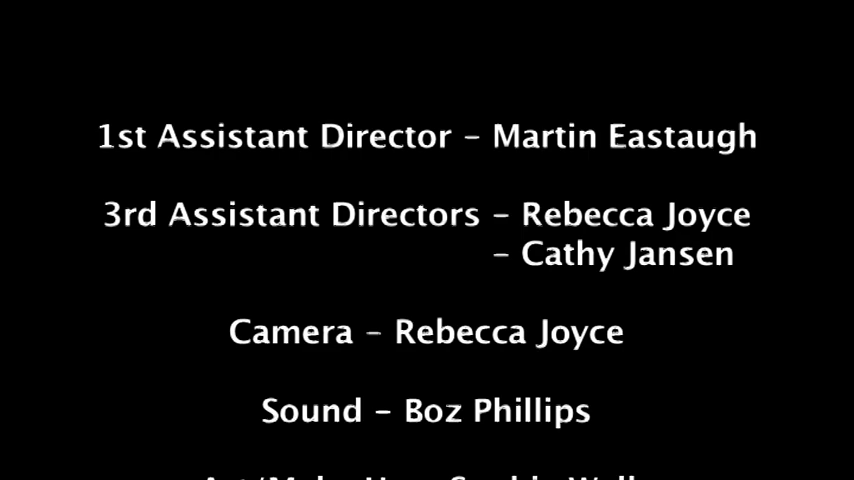 1st Assistant Director – Martin Eastaugh
3rd Assistant Directors – Rebecca Joyce
– Cathy Jansen
Camera – Rebecca Joyce
Sound – Boz Phillips